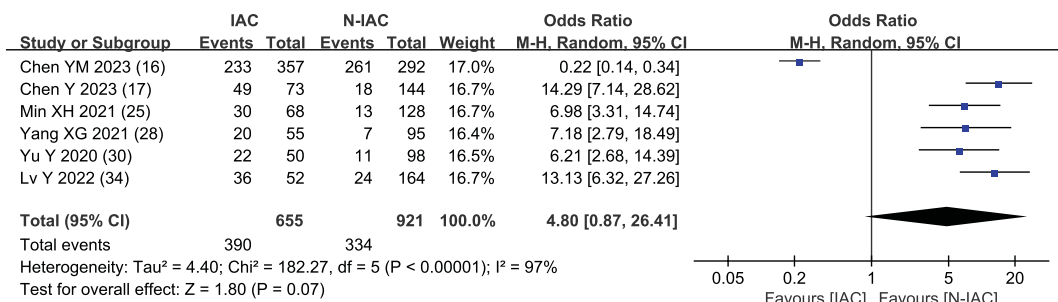 IAC N-IAC Odds Ratio Odds Ratio
Study or Subgroup Events Total Events Total Weight M-H, Random, 95% CI M-H, Random, 95% CI
Chen YM 2023 (16) 233 357 261 292 17.0% 0.22 [0.14, 0.34]
Chen Y 2023 (17) 49 73 18 144 16.7% 14.29 [7.14, 28.62]
Min XH 2021 (25) 30 68 13 128 16.7% 6.98 [3.31, 14.74]
Yang XG 2021 (28) 20 55 7 95 16.4% 7.18 [2.79, 18.49]
Yu Y 2020 (30) 22 50 11 98 16.5% 6.21 [2.68, 14.39]
Lv Y 2022 (34) 36 52 24 164 16.7% 13.13 [6.32, 27.26]
Total (95% CI) 655 921 100.0% 4.80 [0.87, 26.41]
Total events 390 334
Heterogeneity: Tau² = 4.40; Chi² = 182.27, df = 5 (P < 0.00001); I² = 97%
Test for overall effect: Z = 1.80 (P = 0.07)
0.05 0.2 1 5 20
Favours [IAC] Favours [N-IAC]